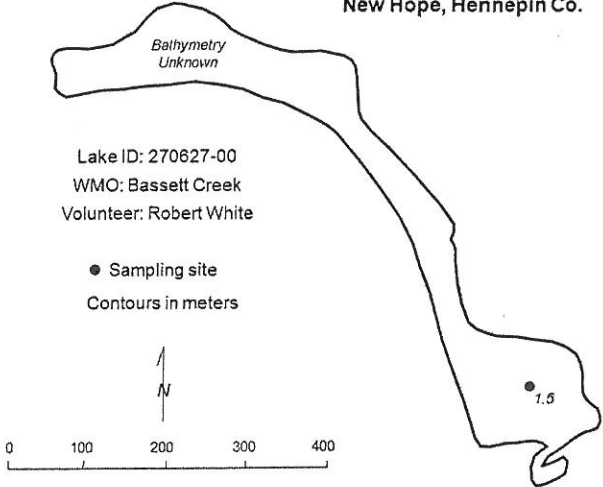 New Hope, Hennepin Co.
Bathymetry
Unknown
Lake ID: 270627-00
WMO: Bassett Creek
Volunteer: Robert White
Sampling site
Contours in meters
N
1.5
0 100 200 300 400